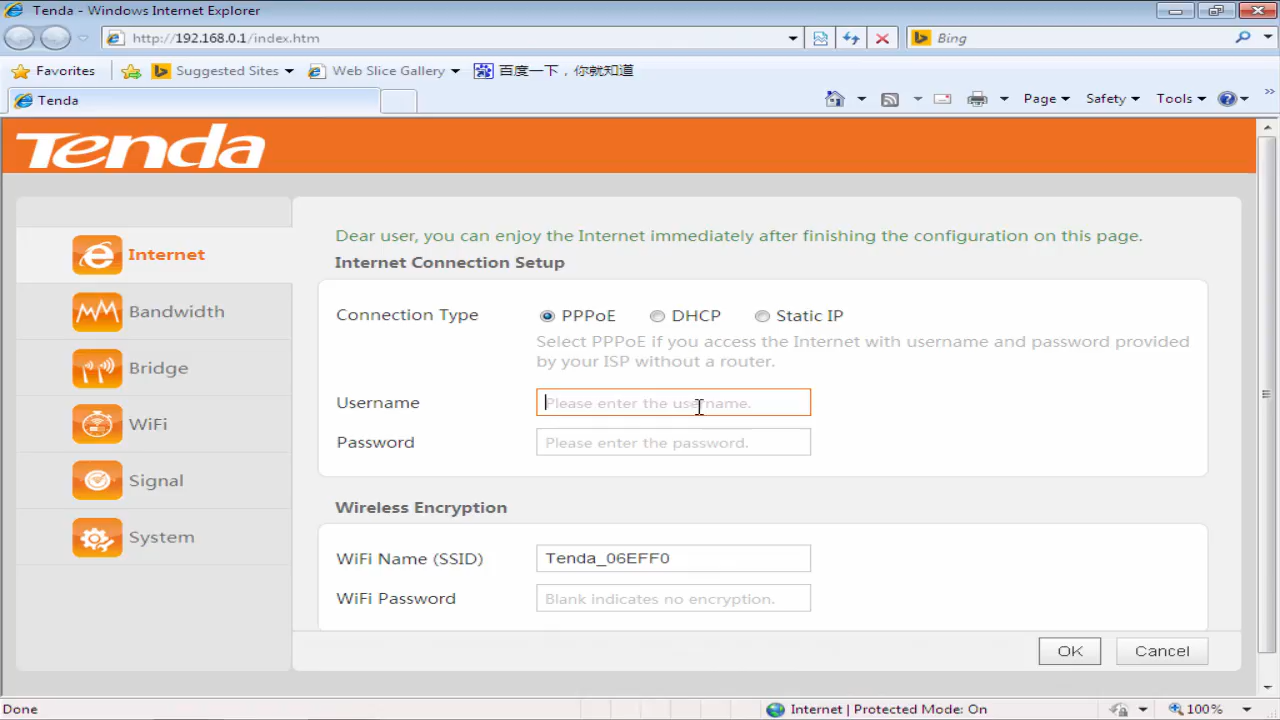 Tenda - Windows Internet Explorer
http://192.168.0.1/index.htm
Bing
Favorites
Suggested Sites
Web Slice Gallery
百度一下，你就知道
Tenda
Page
Safety
Tools
»
Tenda
Internet
Bandwidth
Bridge
WiFi
Signal
System
Dear user, you can enjoy the Internet immediately after finishing the configuration on this page.
Internet Connection Setup
Connection Type
PPPoE
DHCP
Static IP
Select PPPoE if you access the Internet with username and password provided
by your ISP without a router.
Username
Please enter the username.
Password
Please enter the password.
Wireless Encryption
WiFi Name (SSID)
Tenda_06EFF0
WiFi Password
Blank indicates no encryption.
OK
Cancel
Done
Internet | Protected Mode: On
100%